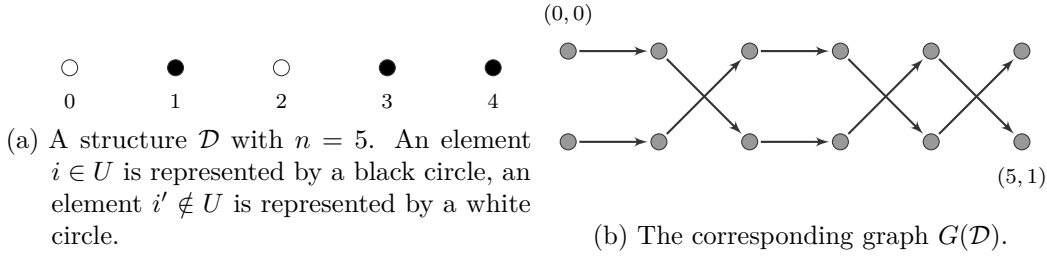 (0, 0)
0 1 2 3 4
(a) A structure 𝒟 with n = 5. An element
i ∈ U is represented by a black circle, an
element i′ ∉ U is represented by a white
circle.
(5, 1)
(b) The corresponding graph G(𝒟).